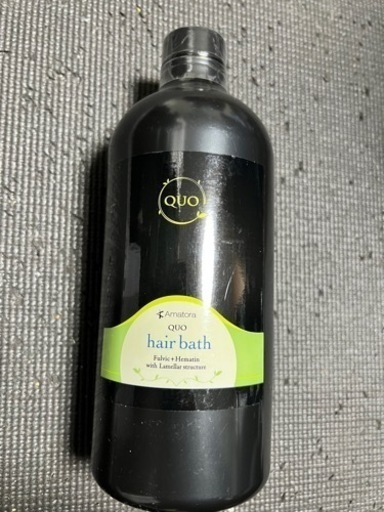 QUO
Amatora
QUO
hair bath
Fulvic+Hematin
with Lamellar structure